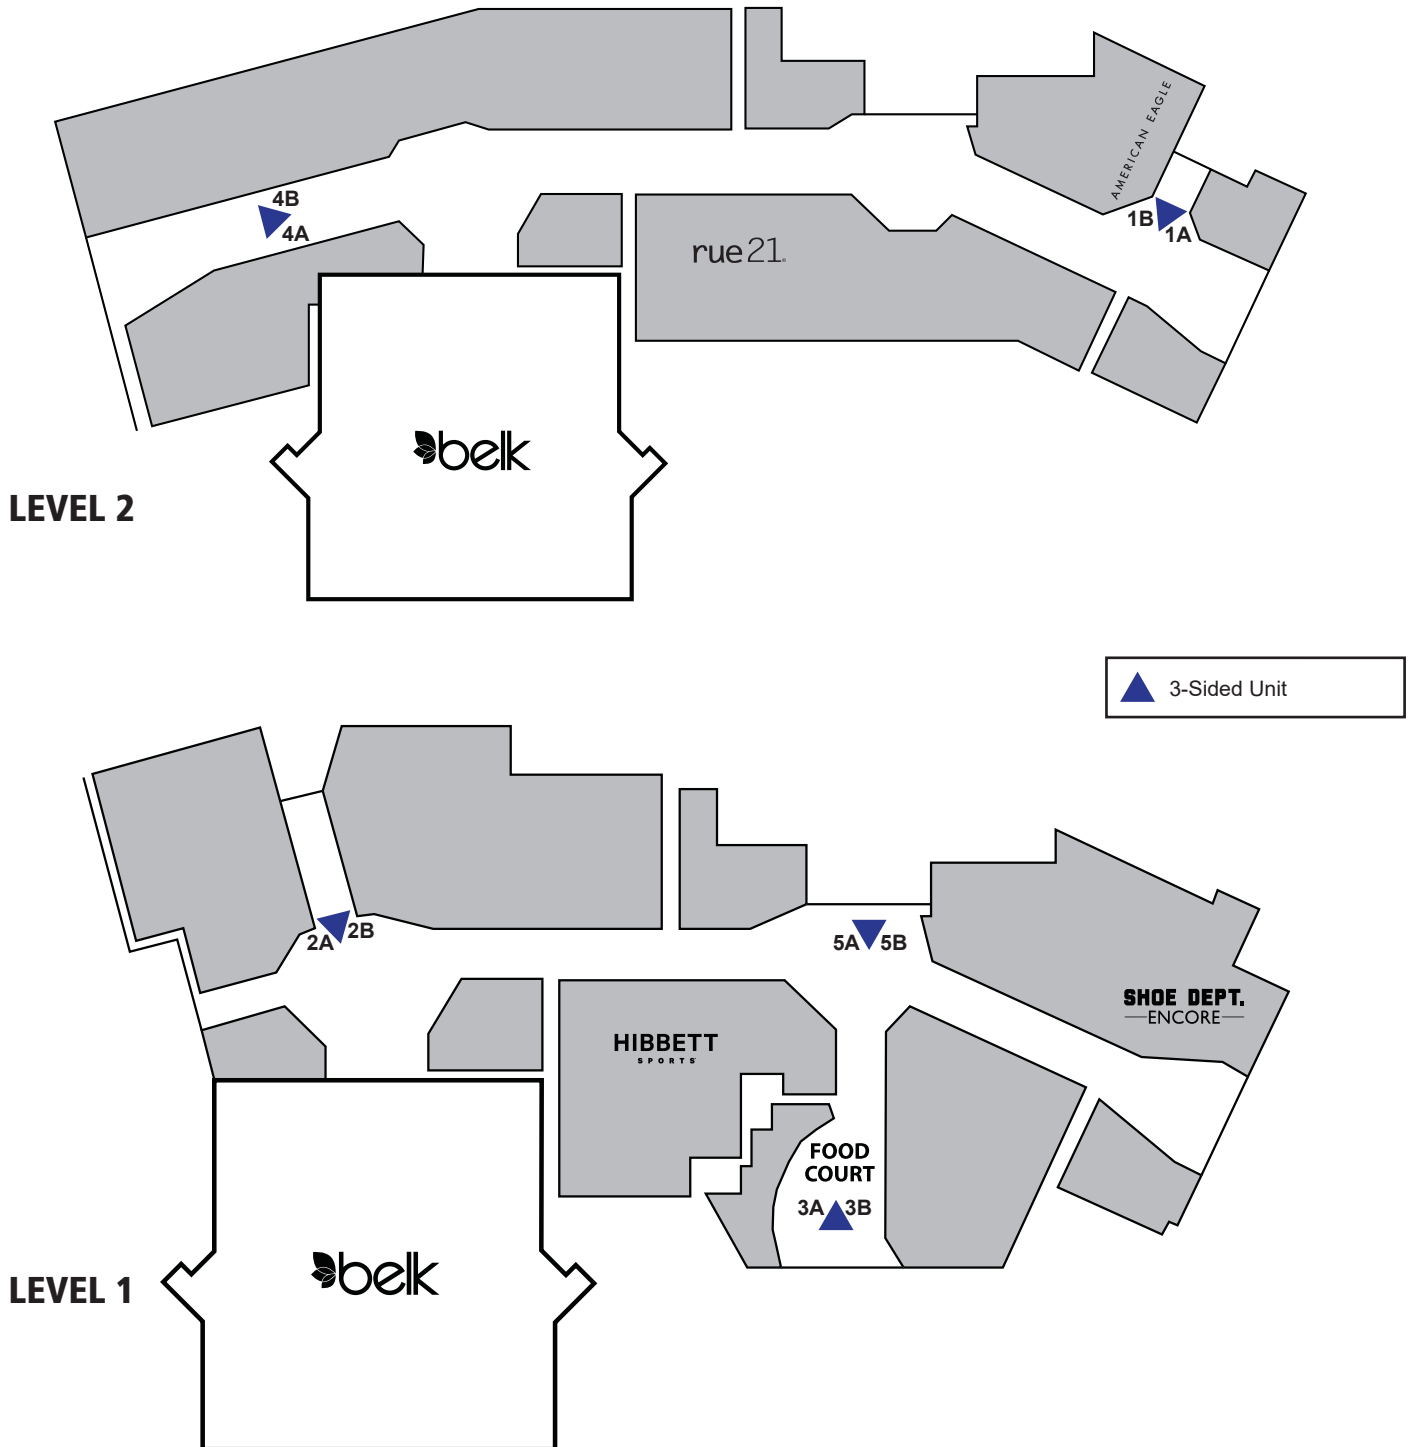 4B
4A
AMERICAN EAGLE
1B
1A
rue21
belk
LEVEL 2
3-Sided Unit
2A
2B
5A
5B
SHOE DEPT.
ENCORE
HIBBETT
SPORTS
FOOD
COURT
3A
3B
belk
LEVEL 1